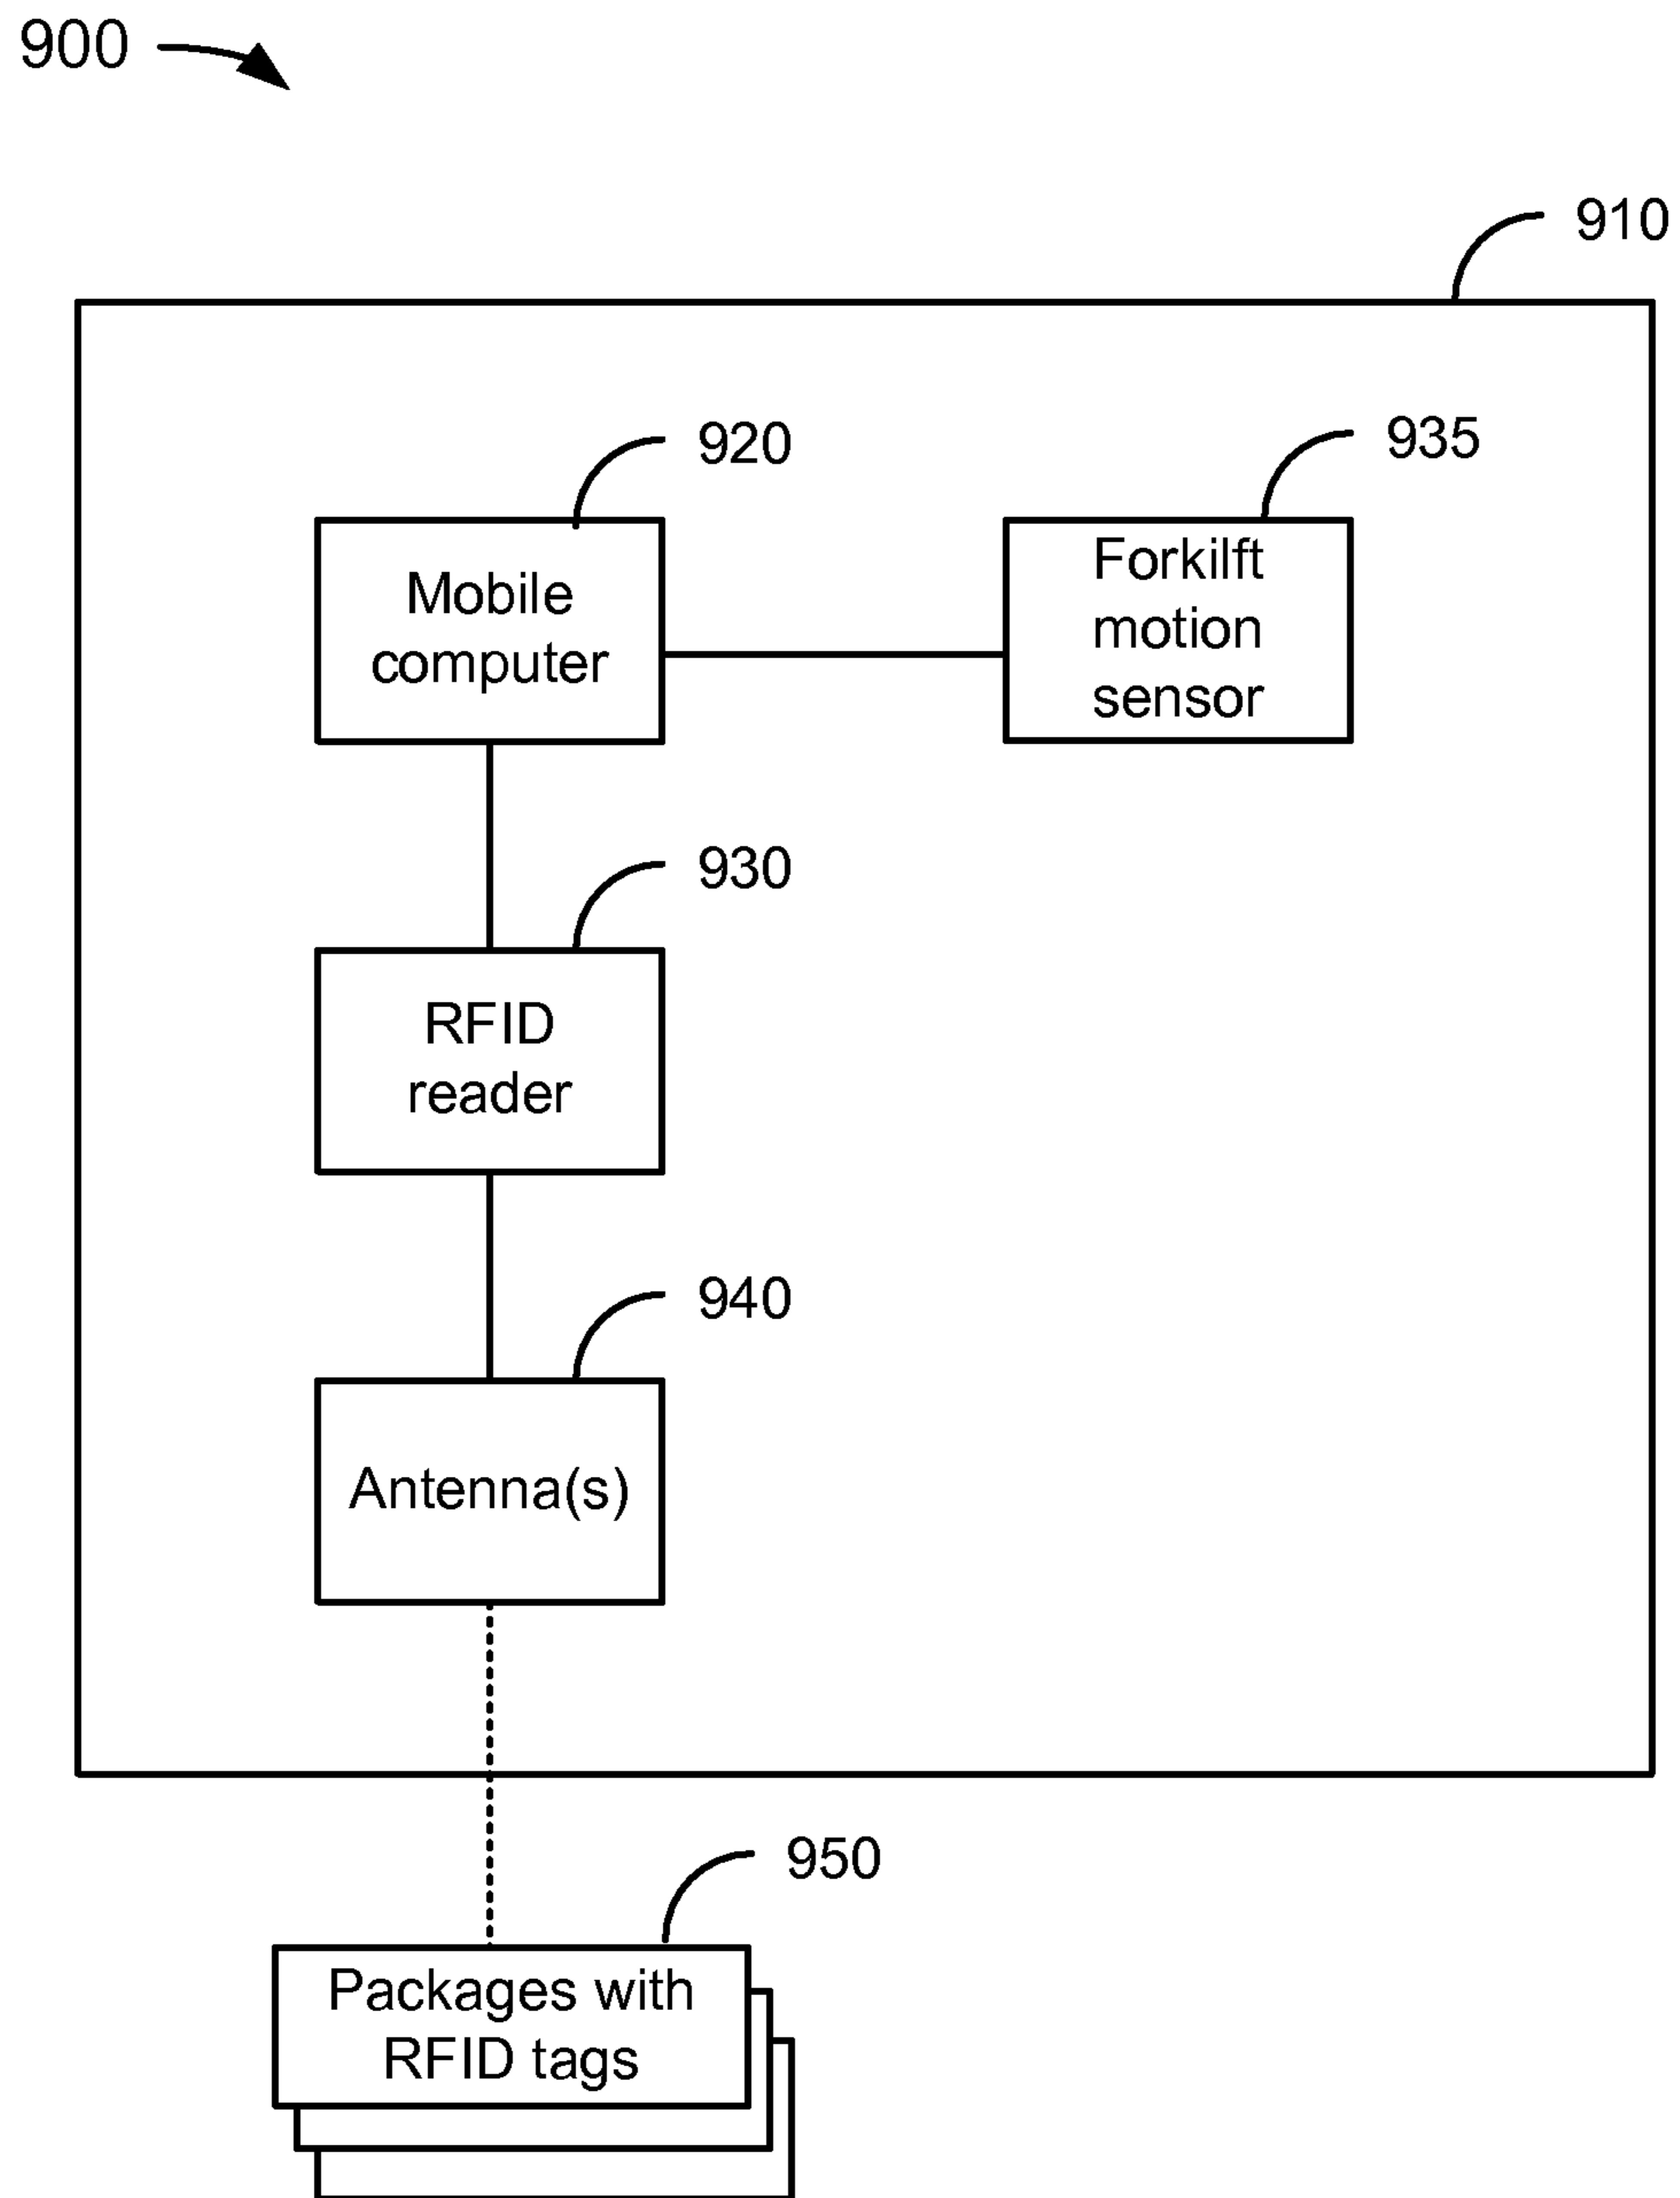 900
910
920
935
Mobile
computer
Forkilft
motion
sensor
930
RFID
reader
940
Antenna(s)
950
Packages with
RFID tags